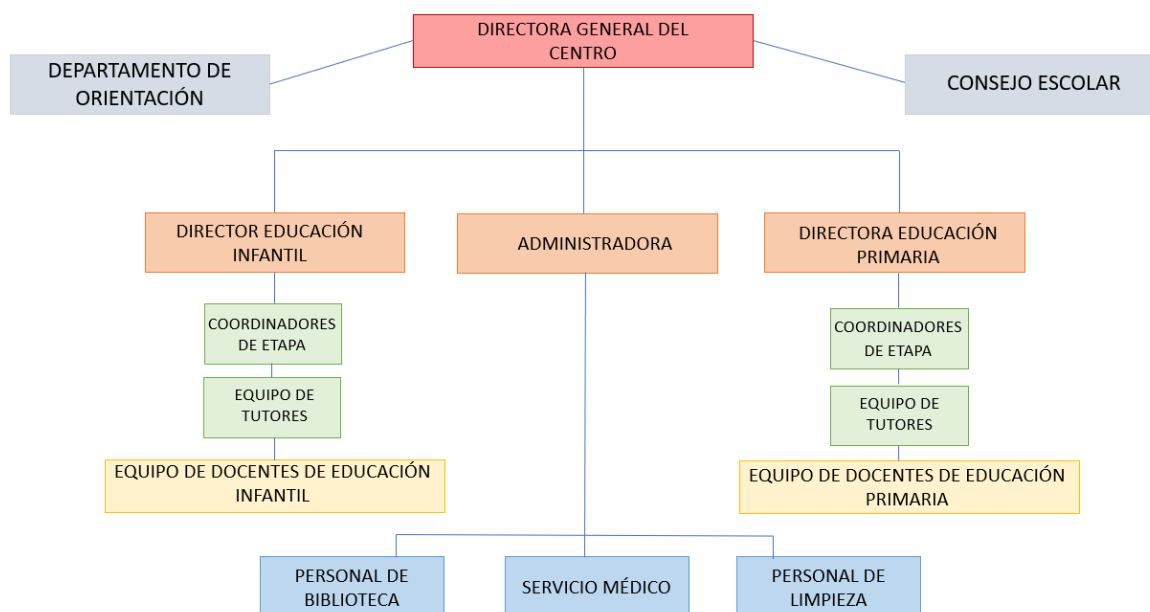 DIRECTORA GENERAL DEL
CENTRO
DEPARTAMENTO DE
ORIENTACIÓN
CONSEJO ESCOLAR
DIRECTOR EDUCACIÓN
INFANTIL
ADMINISTRADORA
DIRECTORA EDUCACIÓN
PRIMARIA
COORDINADORES
DE ETAPA
COORDINADORES
DE ETAPA
EQUIPO DE
TUTORES
EQUIPO DE
TUTORES
EQUIPO DE DOCENTES DE EDUCACIÓN
INFANTIL
EQUIPO DE DOCENTES DE EDUCACIÓN
PRIMARIA
PERSONAL DE
BIBLIOTECA
SERVICIO MÉDICO
PERSONAL DE
LIMPIEZA